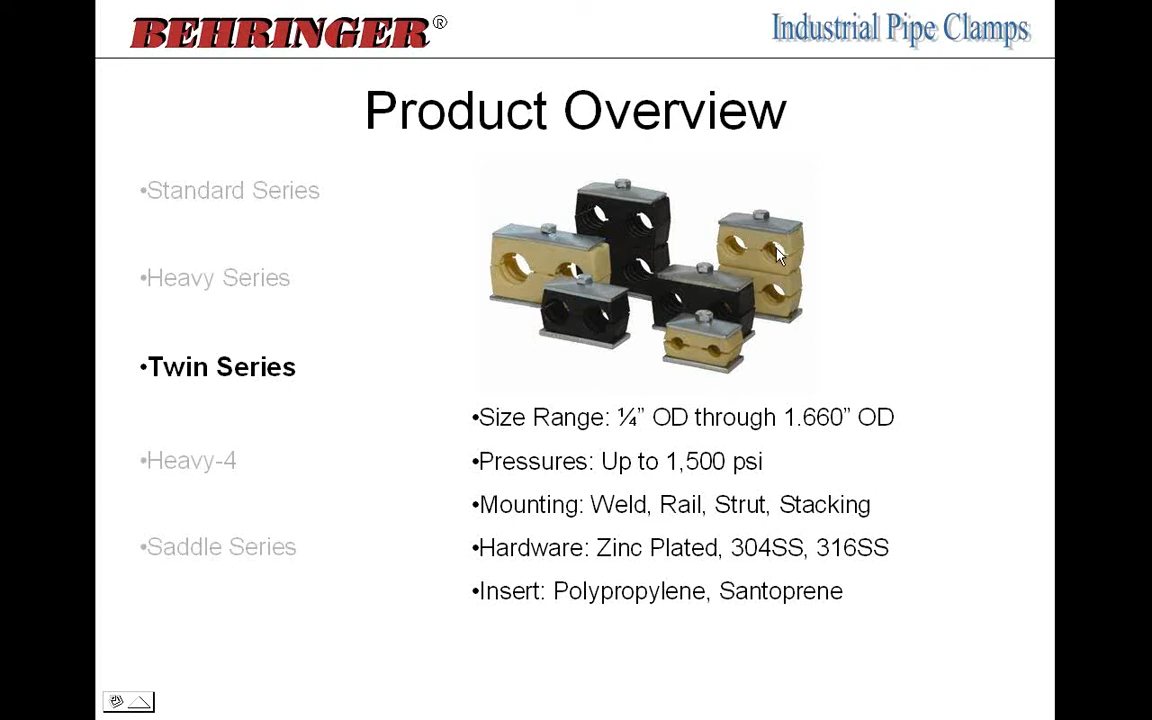 BEHRINGER®
Industrial Pipe Clamps
Product Overview
•Standard Series
•Heavy Series
•Twin Series
•Heavy-4
•Saddle Series
•Size Range: ¼” OD through 1.660” OD
•Pressures: Up to 1,500 psi
•Mounting: Weld, Rail, Strut, Stacking
•Hardware: Zinc Plated, 304SS, 316SS
•Insert: Polypropylene, Santoprene